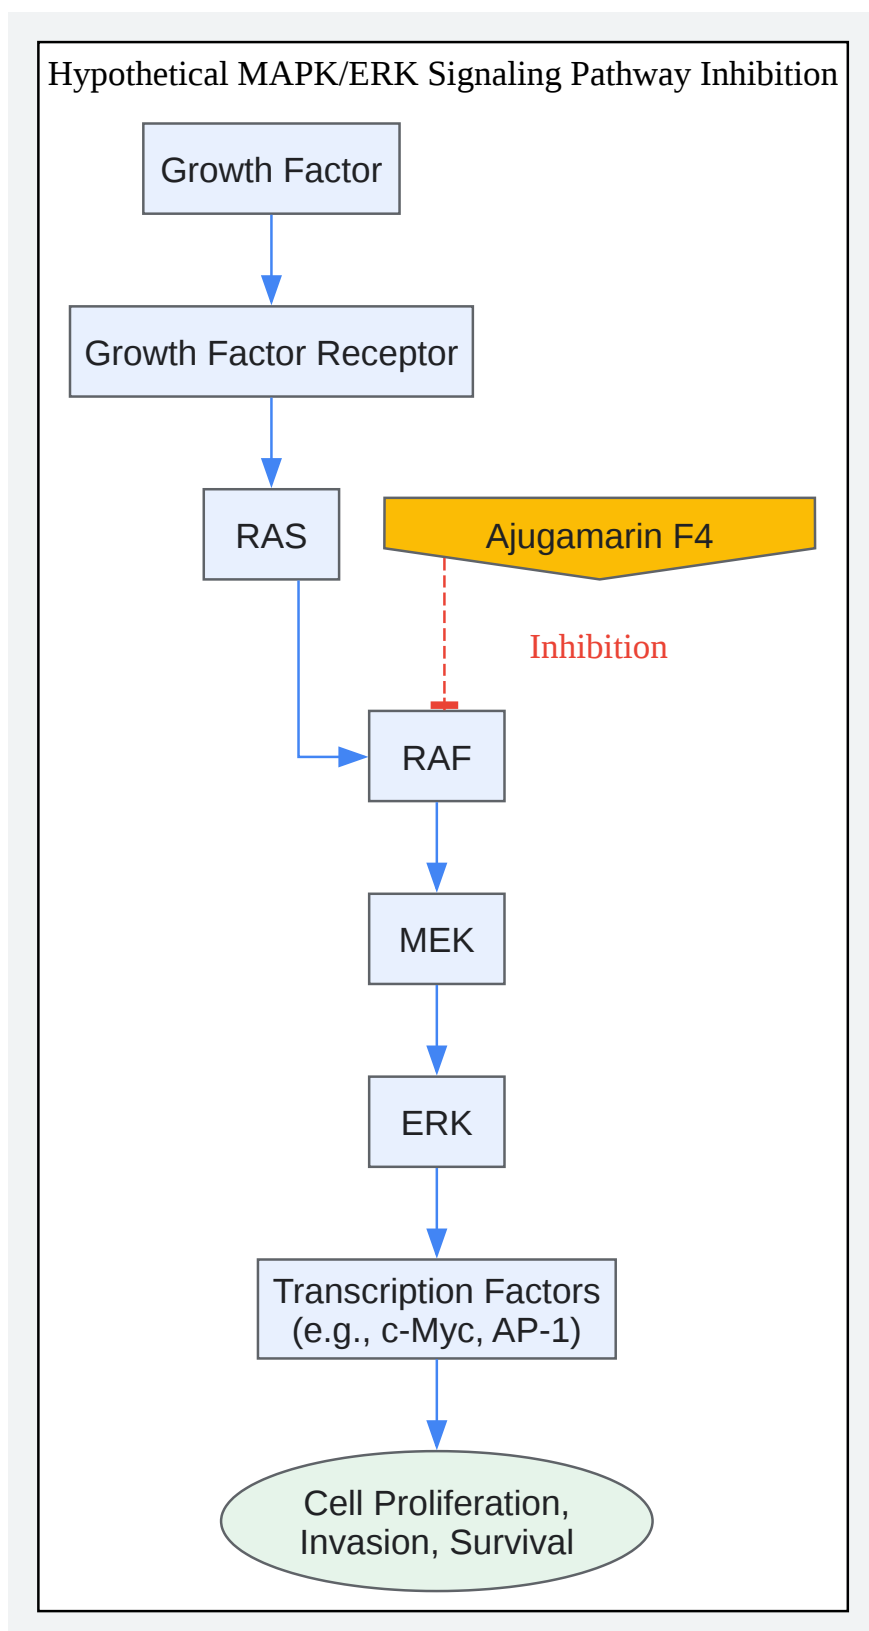 Hypothetical MAPK/ERK Signaling Pathway Inhibition
Growth Factor
Growth Factor Receptor
RAS
Ajugamarin F4
Inhibition
RAF
MEK
ERK
Transcription Factors
(e.g., c-Myc, AP-1)
Cell Proliferation,
Invasion, Survival